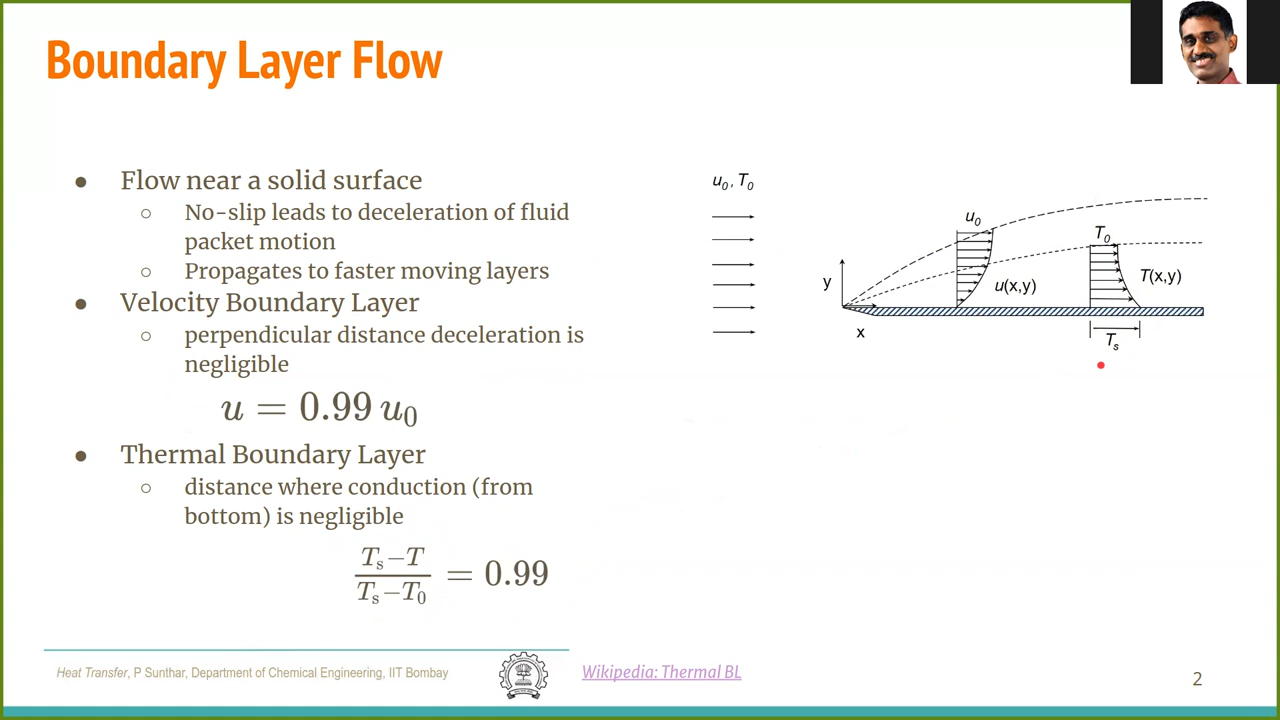 Boundary Layer Flow
● Flow near a solid surface
○ No-slip leads to deceleration of fluid
packet motion
○ Propagates to faster moving layers
● Velocity Boundary Layer
○ perpendicular distance deceleration is
negligible
u = 0.99 u₀
● Thermal Boundary Layer
○ distance where conduction (from
bottom) is negligible
Tₛ−T
Tₛ−T₀
= 0.99
u₀ , T₀
u₀
T₀
y
u(x,y)
T(x,y)
x
Tₛ
Heat Transfer, P Sunthar, Department of Chemical Engineering, IIT Bombay
Wikipedia: Thermal BL
2